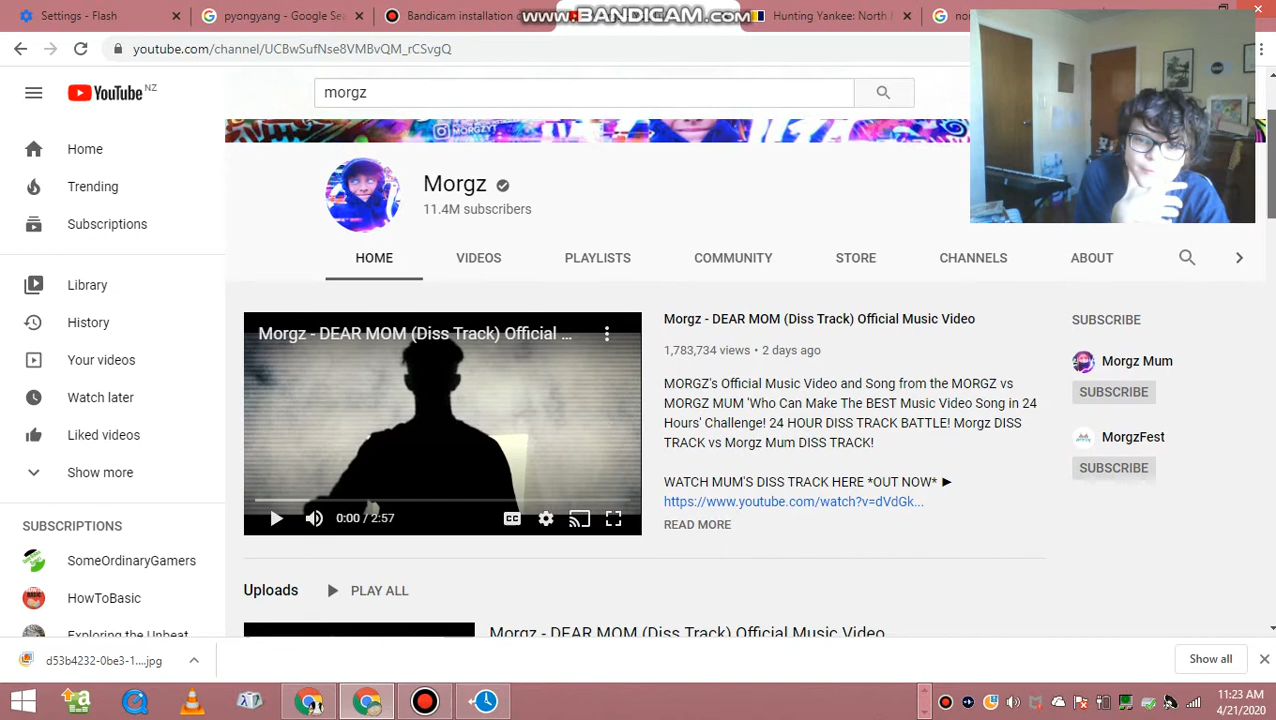 Settings - Flash × pyongyang - Google Se × Bandicam installation c www.BANDICAM.com Hunting Yankee: North × nor
youtube.com/channel/UCBwSufNse8VMBvQM_rCSvgQ
YouTube NZ
morgz
MORGZY
Morgz
11.4M subscribers
HOME VIDEOS PLAYLISTS COMMUNITY STORE CHANNELS ABOUT
Home
Trending
Subscriptions
Library
History
Your videos
Watch later
Liked videos
Show more
SUBSCRIPTIONS
SomeOrdinaryGamers
HowToBasic
Exploring the Unbeat
Morgz - DEAR MOM (Diss Track) Official ...
0:00 / 2:57
CC
Morgz - DEAR MOM (Diss Track) Official Music Video
1,783,734 views • 2 days ago
MORGZ's Official Music Video and Song from the MORGZ vs
MORGZ MUM 'Who Can Make The BEST Music Video Song in 24
Hours' Challenge! 24 HOUR DISS TRACK BATTLE! Morgz DISS
TRACK vs Morgz Mum DISS TRACK!
WATCH MUM'S DISS TRACK HERE *OUT NOW* ►
https://www.youtube.com/watch?v=dVdGk...
READ MORE
SUBSCRIBE
Morgz Mum
SUBSCRIBE
MorgzFest
SUBSCRIBE
Uploads PLAY ALL
Morgz - DEAR MOM (Diss Track) Official Music Video
d53b4232-0be3-1....jpg
Show all
11:23 AM
4/21/2020